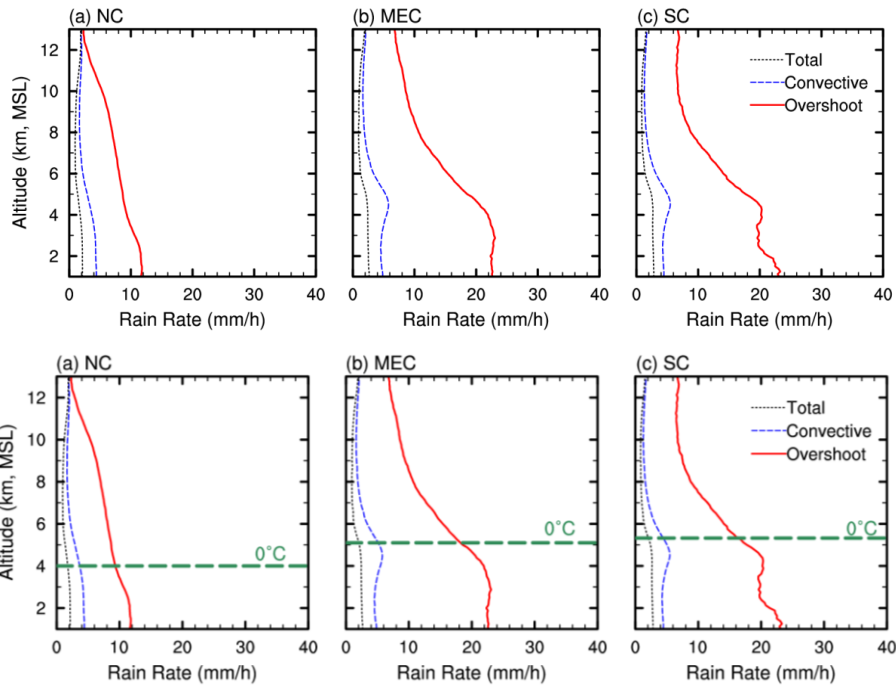 (a) NC
(b) MEC
(c) SC
12
10
8
6
4
2
Altitude (km, MSL)
Total
Convective
Overshoot
0 10 20 30 40
0 10 20 30 40
0 10 20 30 40
Rain Rate (mm/h)
Rain Rate (mm/h)
Rain Rate (mm/h)
(a) NC
(b) MEC
(c) SC
12
10
8
6
4
2
Altitude (km, MSL)
Total
Convective
Overshoot
0°C
0°C
0°C
0 10 20 30 40
0 10 20 30 40
0 10 20 30 40
Rain Rate (mm/h)
Rain Rate (mm/h)
Rain Rate (mm/h)